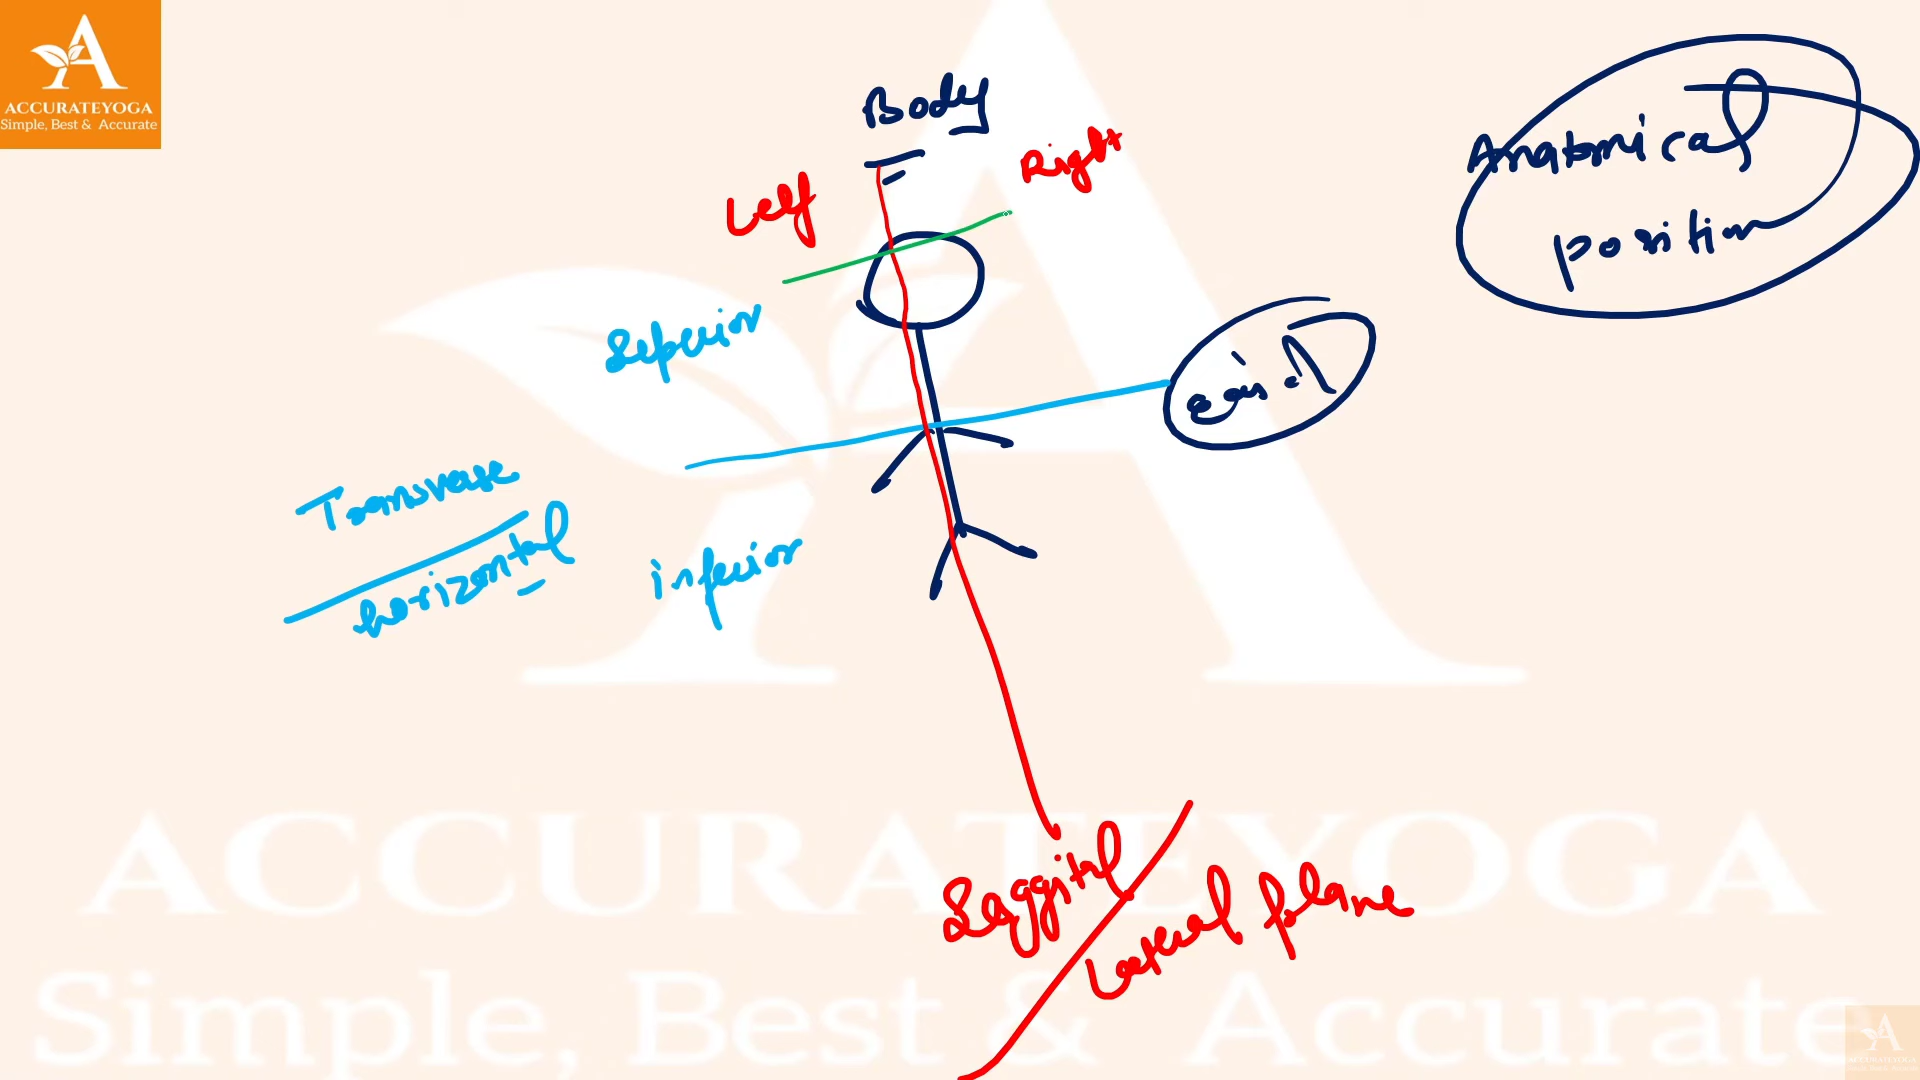 ACCURATEYOGA
Simple, Best & Accurate
Body
Anatomical
position
Left
Right
Superior
Transverse
horizontal
inferior
Saggital
Lateral plane
ACCURATEYOGA
Simple, Best & Accurate